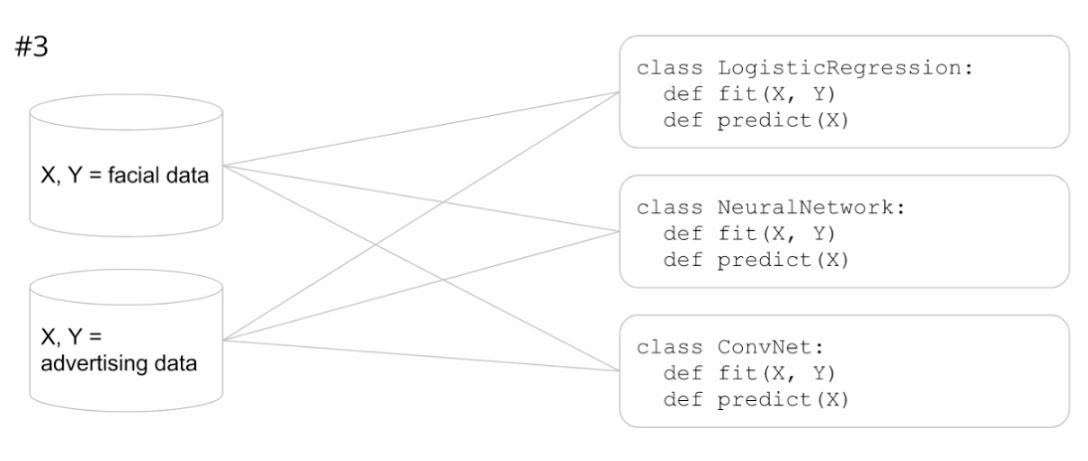 #3
X, Y = facial data
X, Y =
advertising data
class LogisticRegression:
  def fit(X, Y)
  def predict(X)
class NeuralNetwork:
  def fit(X, Y)
  def predict(X)
class ConvNet:
  def fit(X, Y)
  def predict(X)